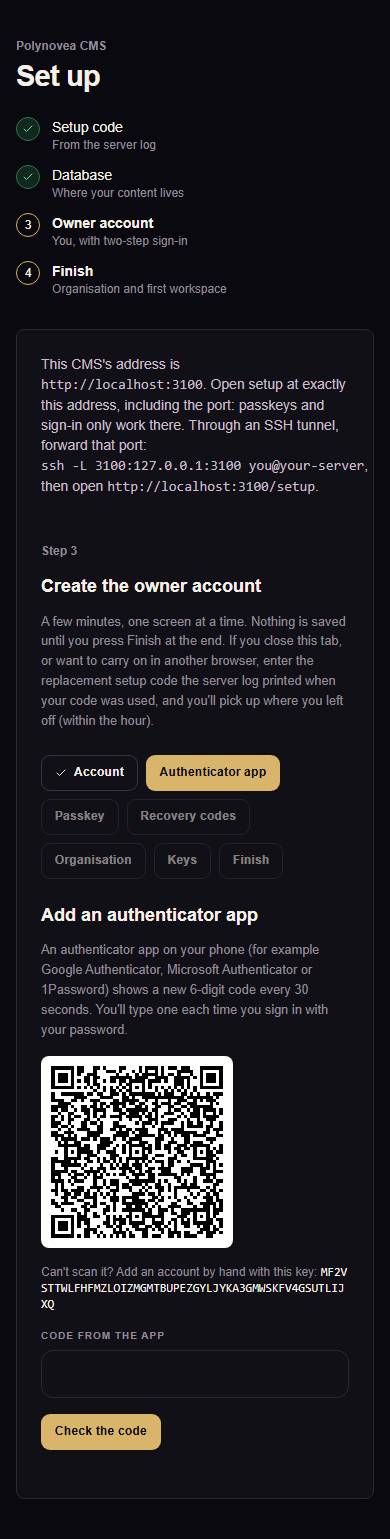 Polynovea CMS
Set up
Setup code
From the server log
Database
Where your content lives
3
Owner account
You, with two-step sign-in
4
Finish
Organisation and first workspace
This CMS's address is
http://localhost:3100. Open setup at exactly
this address, including the port: passkeys and
sign-in only work there. Through an SSH tunnel,
forward that port:
ssh -L 3100:127.0.0.1:3100 you@your-server,
then open http://localhost:3100/setup.
Step 3
Create the owner account
A few minutes, one screen at a time. Nothing is saved
until you press Finish at the end. If you close this tab,
or want to carry on in another browser, enter the
replacement setup code the server log printed when
your code was used, and you'll pick up where you left
off (within the hour).
Account
Authenticator app
Passkey
Recovery codes
Organisation
Keys
Finish
Add an authenticator app
An authenticator app on your phone (for example
Google Authenticator, Microsoft Authenticator or
1Password) shows a new 6-digit code every 30
seconds. You'll type one each time you sign in with
your password.
Can't scan it? Add an account by hand with this key: MF2V
STTWLFHFMZLOIZMGMTBUPEZGYLJYKA3GMWSKFV4GSUTLIJ
XQ
CODE FROM THE APP
Check the code